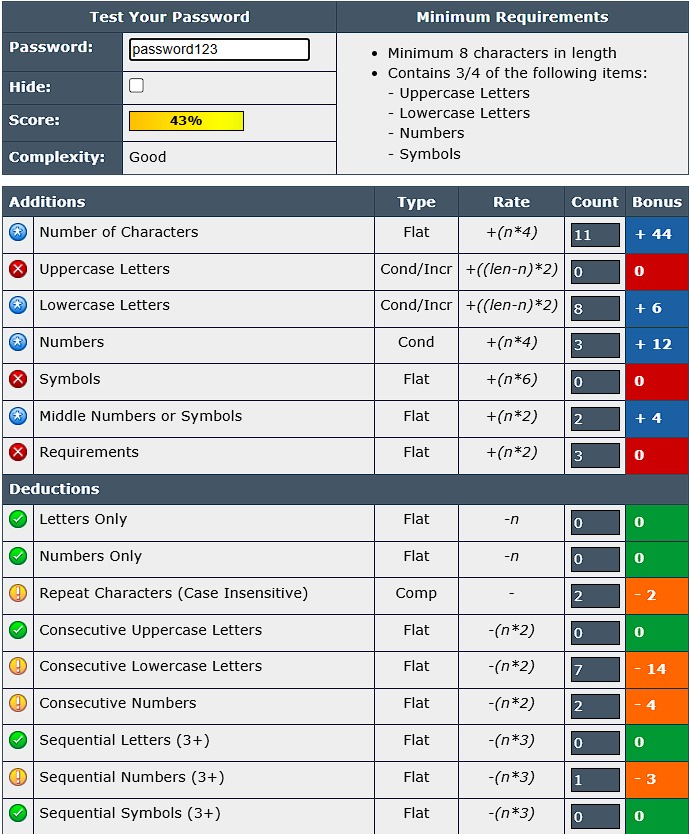 Test Your Password
Minimum Requirements
Password: password123
• Minimum 8 characters in length
• Contains 3/4 of the following items:
- Uppercase Letters
- Lowercase Letters
- Numbers
- Symbols
Hide:
Score: 43%
Complexity: Good
Additions Type Rate Count Bonus
Number of Characters Flat +(n*4) 11 + 44
Uppercase Letters Cond/Incr +((len-n)*2) 0 0
Lowercase Letters Cond/Incr +((len-n)*2) 8 + 6
Numbers Cond +(n*4) 3 + 12
Symbols Flat +(n*6) 0 0
Middle Numbers or Symbols Flat +(n*2) 2 + 4
Requirements Flat +(n*2) 3 0
Deductions
Letters Only Flat -n 0 0
Numbers Only Flat -n 0 0
Repeat Characters (Case Insensitive) Comp - 2 - 2
Consecutive Uppercase Letters Flat -(n*2) 0 0
Consecutive Lowercase Letters Flat -(n*2) 7 - 14
Consecutive Numbers Flat -(n*2) 2 - 4
Sequential Letters (3+) Flat -(n*3) 0 0
Sequential Numbers (3+) Flat -(n*3) 1 - 3
Sequential Symbols (3+) Flat -(n*3) 0 0